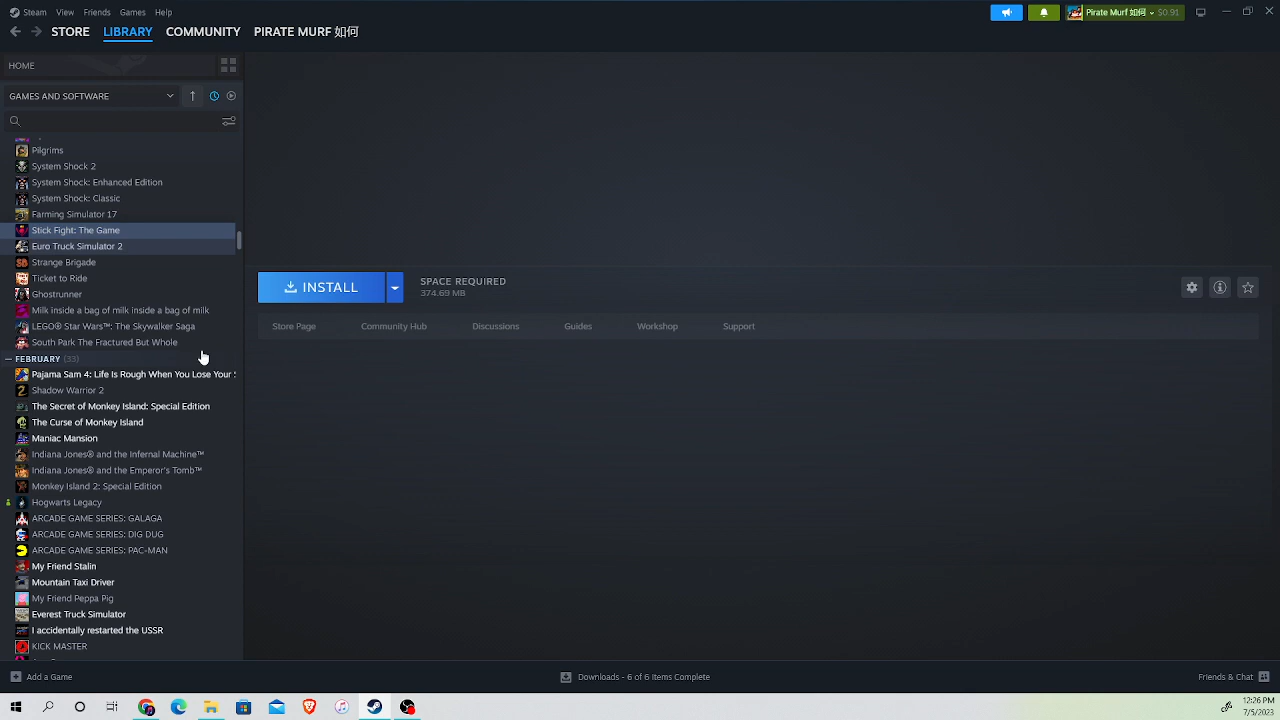 Steam View Friends Games Help
Pirate Murf 如何 $0.91
STORE LIBRARY COMMUNITY PIRATE MURF 如何
HOME
GAMES AND SOFTWARE
Pilgrims
System Shock 2
System Shock: Enhanced Edition
System Shock: Classic
Farming Simulator 17
Stick Fight: The Game
Euro Truck Simulator 2
Strange Brigade
Ticket to Ride
Ghostrunner
Milk inside a bag of milk inside a bag of milk
LEGO® Star Wars™: The Skywalker Saga
South Park The Fractured But Whole
FEBRUARY (33)
Pajama Sam 4: Life Is Rough When You Lose Your
Shadow Warrior 2
The Secret of Monkey Island: Special Edition
The Curse of Monkey Island
Maniac Mansion
Indiana Jones® and the Infernal Machine™
Indiana Jones® and the Emperor's Tomb™
Monkey Island 2: Special Edition
Hogwarts Legacy
ARCADE GAME SERIES: GALAGA
ARCADE GAME SERIES: DIG DUG
ARCADE GAME SERIES: PAC-MAN
My Friend Stalin
Mountain Taxi Driver
My Friend Peppa Pig
Everest Truck Simulator
I accidentally restarted the USSR
KICK MASTER
INSTALL
SPACE REQUIRED
374.69 MB
Store Page Community Hub Discussions Guides Workshop Support
Add a Game
Downloads - 6 of 6 Items Complete
Friends & Chat
12:26 PM
7/5/2023